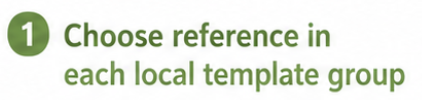 1 Choose reference in
each local template group